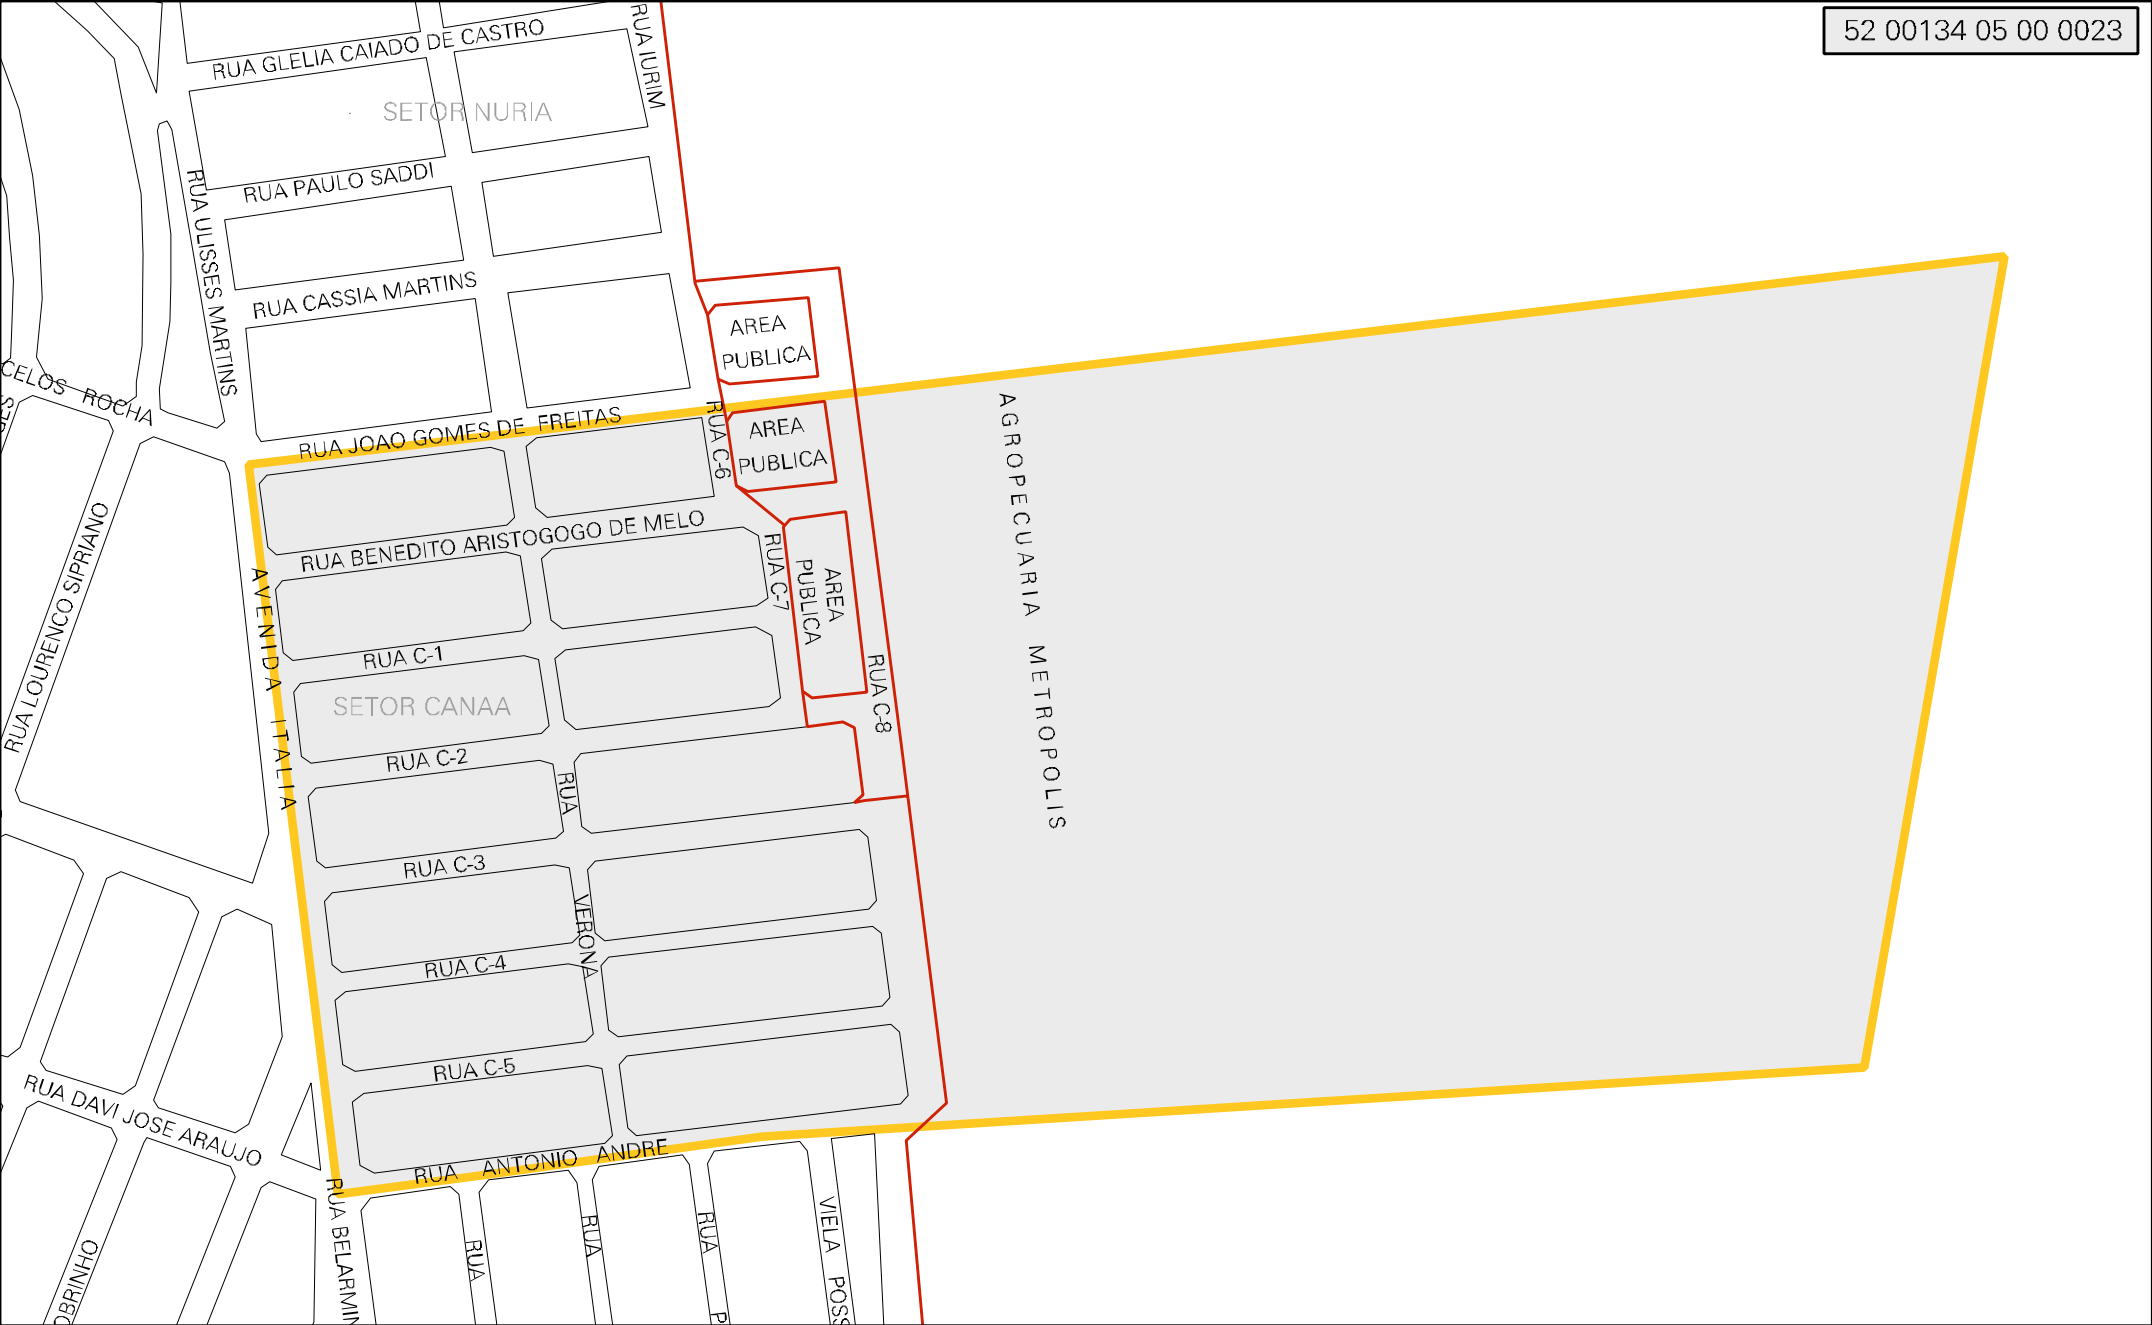 52 00134 05 00 0023
RUA GLELIA CAIADO DE CASTRO
RUA IURIM
SETOR NURIA
RUA PAULO SADDI
RUA ULISSES MARTINS
RUA CASSIA MARTINS
AREA
PUBLICA
CELOS ROCHA
RUA JOAO GOMES DE FREITAS
RUA C-6
AREA
PUBLICA
AGROPECUARIA METROPOLIS
RUA LOURENCO SIPRIANO
RUA BENEDITO ARISTOGOGO DE MELO
RUA C-7
AREA
PUBLICA
AVENIDA ITALIA
RUA C-1
SETOR CANAA
RUA C-8
RUA C-2
RUA VERONA
RUA C-3
RUA C-4
RUA C-5
RUA DAVI JOSE ARAUJO
RUA ANTONIO ANDRE
RUA BELARMIN
RUA
RUA
RUA P
VIELA POSS
OBRINHO